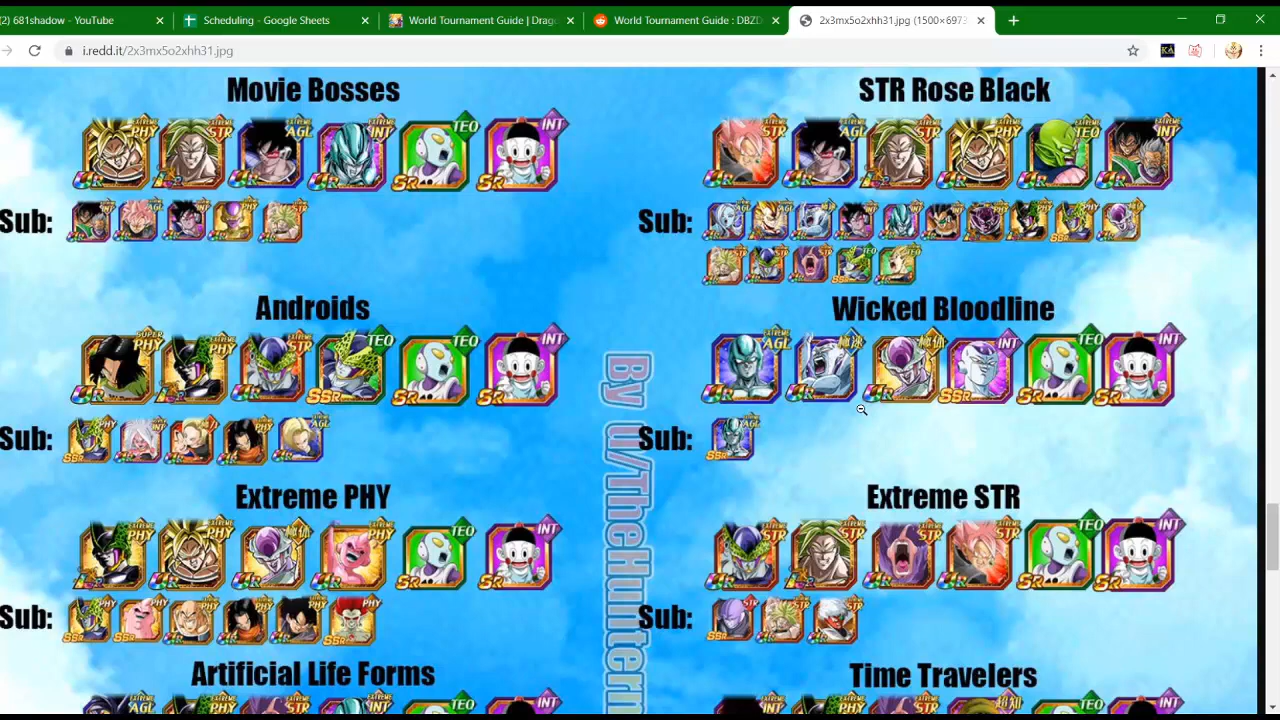 (2) 681shadow - YouTube
Scheduling - Google Sheets
World Tournament Guide | Drago
World Tournament Guide : DBZD
2x3mx5o2xhh31.jpg (1500×6973
i.redd.it/2x3mx5o2xhh31.jpg
Movie Bosses
STR Rose Black
Sub:
Sub:
Androids
Wicked Bloodline
Sub:
Sub:
Extreme PHY
Extreme STR
Sub:
Sub:
Artificial Life Forms
Time Travelers
By u/TheHuntern